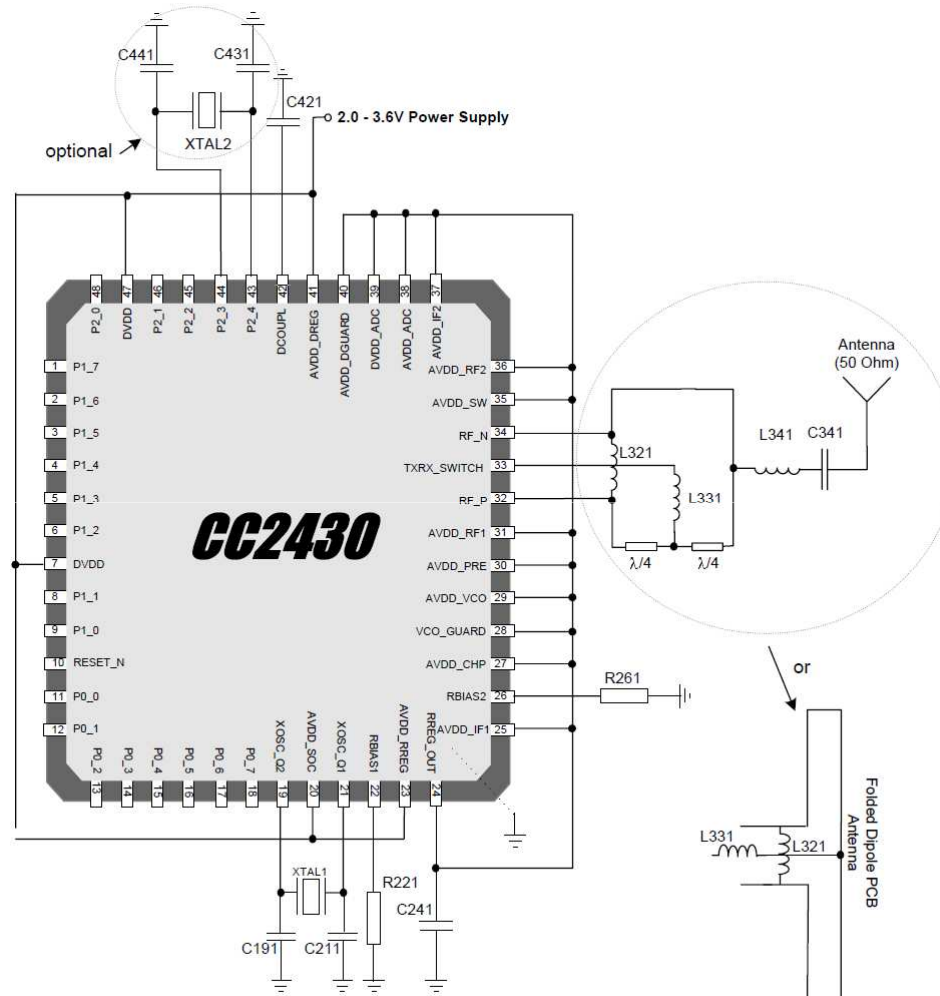 C441
C431
C421
2.0 - 3.6V Power Supply
XTAL2
optional
48
47
46
45
44
43
42
41
40
39
38
37
P2_0
DVDD
P2_1
P2_2
P2_3
P2_4
DCOUPL
AVDD_DREG
AVDD_DGUARD
DVDD_ADC
AVDD_ADC
AVDD_IF2
1 P1_7
2 P1_6
3 P1_5
4 P1_4
5 P1_3
6 P1_2
7 DVDD
8 P1_1
9 P1_0
10 RESET_N
11 P0_0
12 P0_1
CC2430
AVDD_RF2 36
AVDD_SW 35
RF_N 34
TXRX_SWITCH 33
RF_P 32
AVDD_RF1 31
AVDD_PRE 30
AVDD_VCO 29
VCO_GUARD 28
AVDD_CHP 27
RBIAS2 26
AVDD_IF1 25
P0_2
P0_3
P0_4
P0_5
P0_6
P0_7
XOSC_Q2
AVDD_SOC
XOSC_Q1
RBIAS1
AVDD_RREG
RREG_OUT
13
14
15
16
17
18
19
20
21
22
23
24
Antenna
(50 Ohm)
L341
C341
L321
L331
λ/4
λ/4
R261
or
XTAL1
C191
C211
R221
C241
L331
L321
Folded Dipole PCB
Antenna